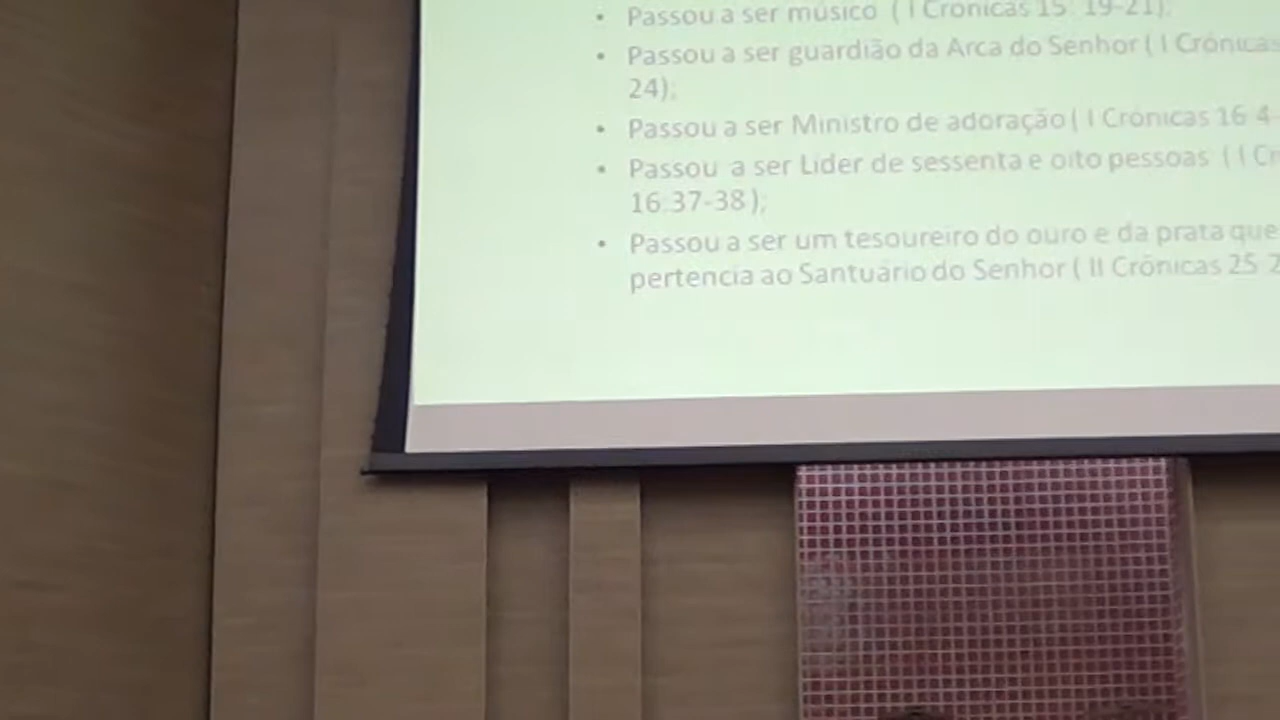 • Passou a ser músico ( I Crônicas 15: 19-21);
• Passou a ser guardião da Arca do Senhor ( I Crônicas
24);
• Passou a ser Ministro de adoração ( I Crônicas 16:4-
• Passou a ser Líder de sessenta e oito pessoas ( I Cr
16:37-38 );
• Passou a ser um tesoureiro do ouro e da prata que
pertencia ao Santuário do Senhor ( II Crônicas 25:2